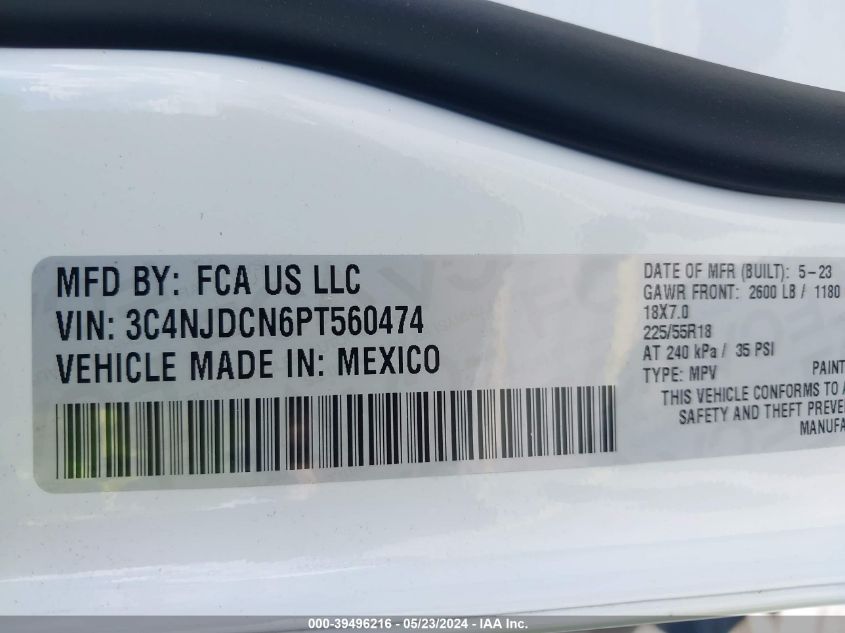 MFD BY: FCA US LLC
VIN: 3C4NJDCN6PT560474
VEHICLE MADE IN: MEXICO
DATE OF MFR (BUILT): 5-23
GAWR FRONT: 2600 LB / 1180
18X7.0
225/55R18
AT 240 kPa / 35 PSI
TYPE: MPV
PAINT
THIS VEHICLE CONFORMS TO A
SAFETY AND THEFT PREVE
MANUFA
000-39496216 - 05/23/2024 - IAA Inc.